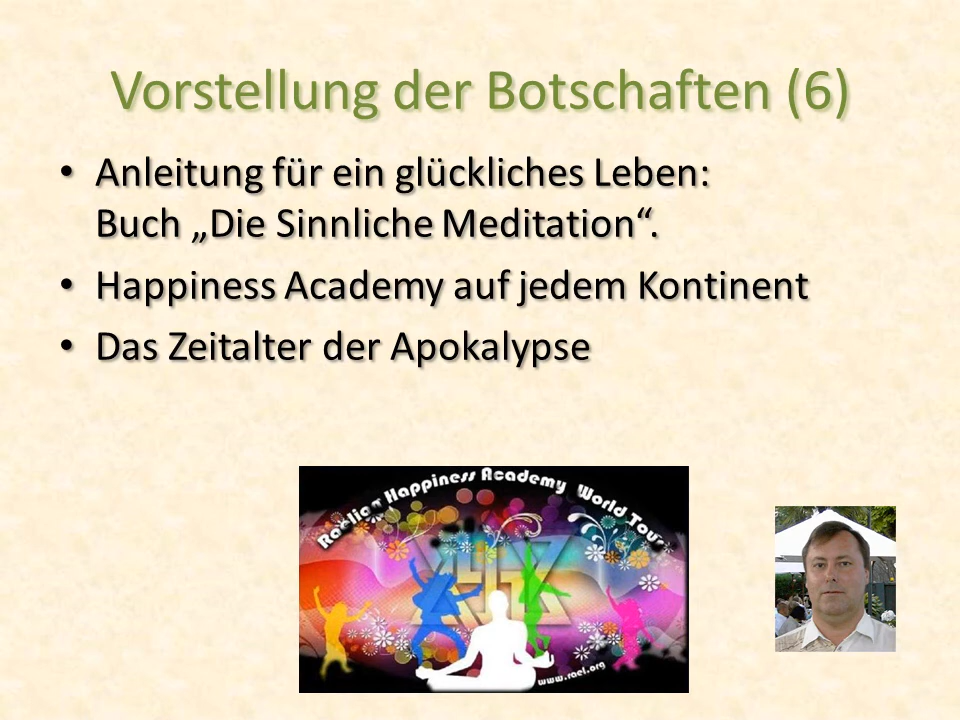 Vorstellung der Botschaften (6)
• Anleitung für ein glückliches Leben:
Buch „Die Sinnliche Meditation“.
• Happiness Academy auf jedem Kontinent
• Das Zeitalter der Apokalypse
Raelian Happiness Academy World Tour
www.rael.org